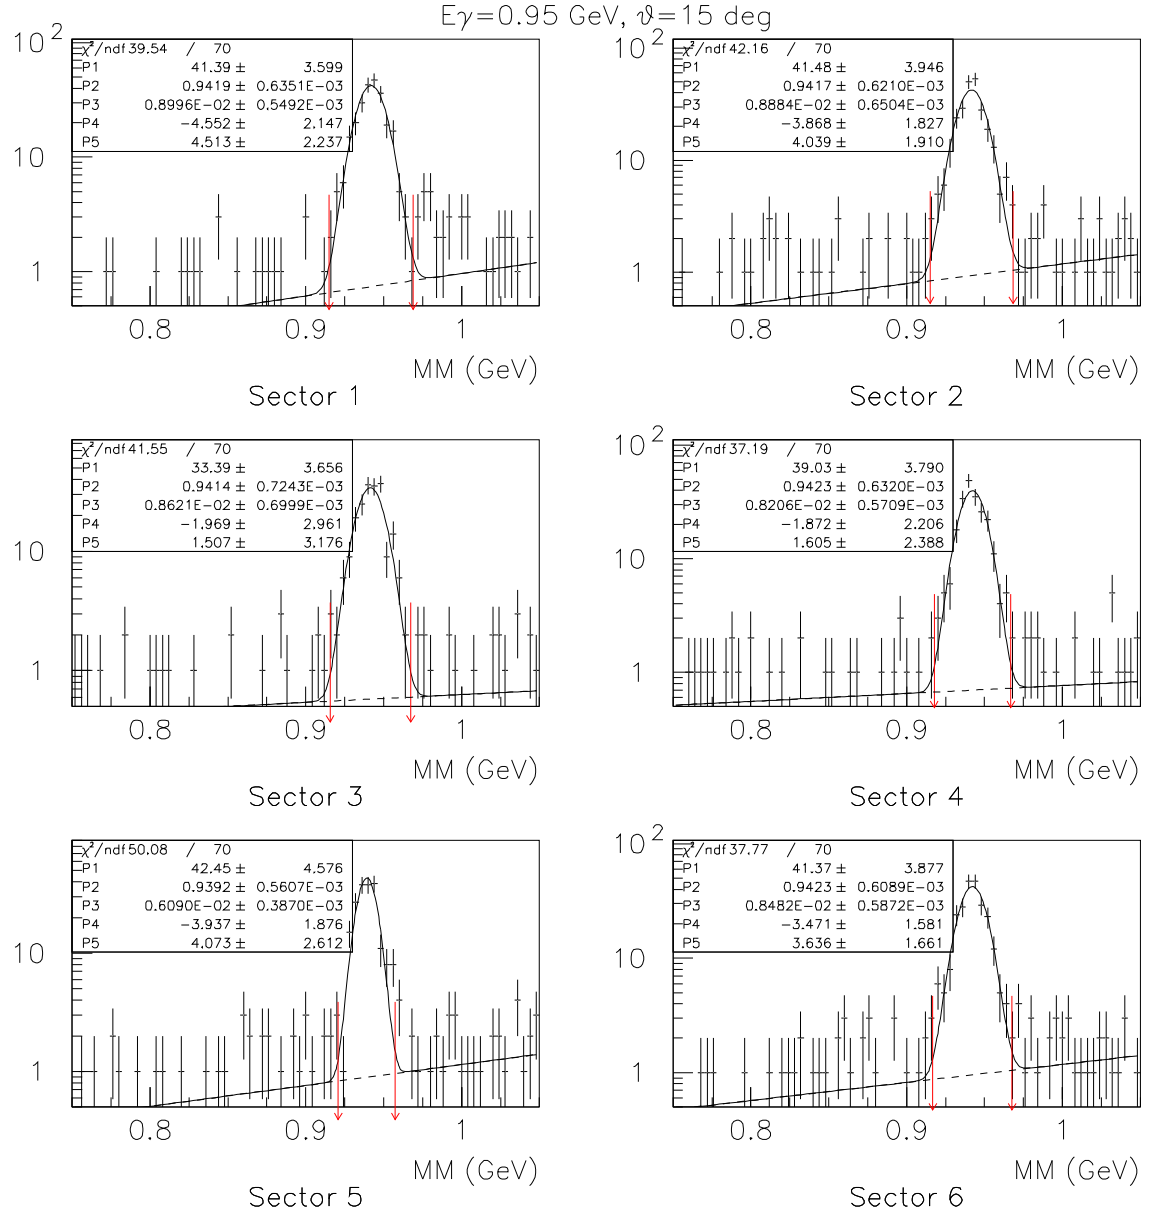 Eγ=0.95 GeV, ϑ=15 deg
χ²/ndf 39.54 / 70
P1 41.39 ± 3.599
P2 0.9419 ± 0.6351E-03
P3 0.8996E-02 ± 0.5492E-03
P4 -4.552 ± 2.147
P5 4.513 ± 2.237
10²
10
1
0.8 0.9 1
MM (GeV)
Sector 1
χ²/ndf 42.16 / 70
P1 41.48 ± 3.946
P2 0.9417 ± 0.6210E-03
P3 0.8884E-02 ± 0.6504E-03
P4 -3.868 ± 1.827
P5 4.039 ± 1.910
10²
10
1
0.8 0.9 1
MM (GeV)
Sector 2
χ²/ndf 41.55 / 70
P1 33.39 ± 3.656
P2 0.9414 ± 0.7243E-03
P3 0.8621E-02 ± 0.6999E-03
P4 -1.969 ± 2.961
P5 1.507 ± 3.176
10
1
0.8 0.9 1
MM (GeV)
Sector 3
χ²/ndf 37.19 / 70
P1 39.03 ± 3.790
P2 0.9423 ± 0.6320E-03
P3 0.8206E-02 ± 0.5709E-03
P4 -1.872 ± 2.206
P5 1.605 ± 2.388
10²
10
1
0.8 0.9 1
MM (GeV)
Sector 4
χ²/ndf 50.08 / 70
P1 42.45 ± 4.576
P2 0.9392 ± 0.5607E-03
P3 0.6090E-02 ± 0.3870E-03
P4 -3.937 ± 1.876
P5 4.073 ± 2.612
10
1
0.8 0.9 1
MM (GeV)
Sector 5
χ²/ndf 37.77 / 70
P1 41.37 ± 3.877
P2 0.9423 ± 0.6089E-03
P3 0.8482E-02 ± 0.5872E-03
P4 -3.471 ± 1.581
P5 3.636 ± 1.661
10²
10
1
0.8 0.9 1
MM (GeV)
Sector 6